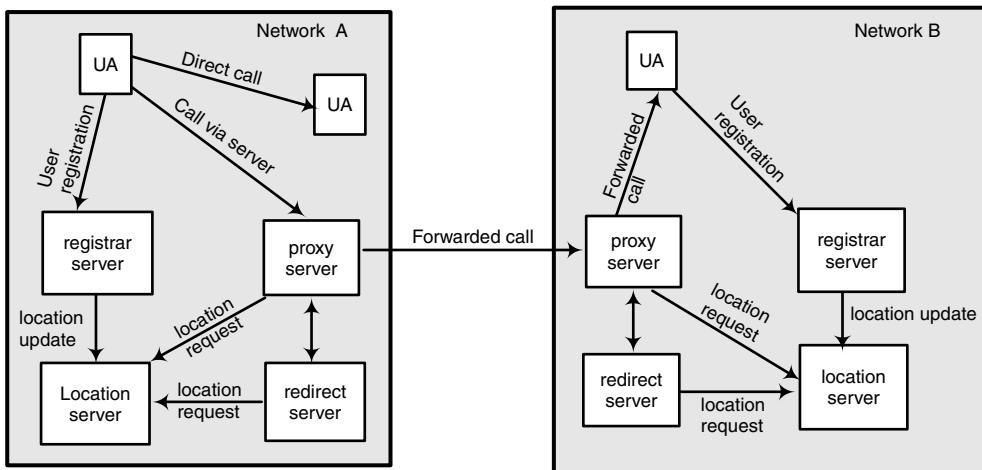 Network A
UA
Direct call
UA
Call via server
User
registration
registrar
server
proxy
server
location
update
location
request
Location
server
location
request
redirect
server
Forwarded call
Network B
UA
User
registration
Forwarded
call
proxy
server
registrar
server
location
request
location update
redirect
server
location
request
location
server